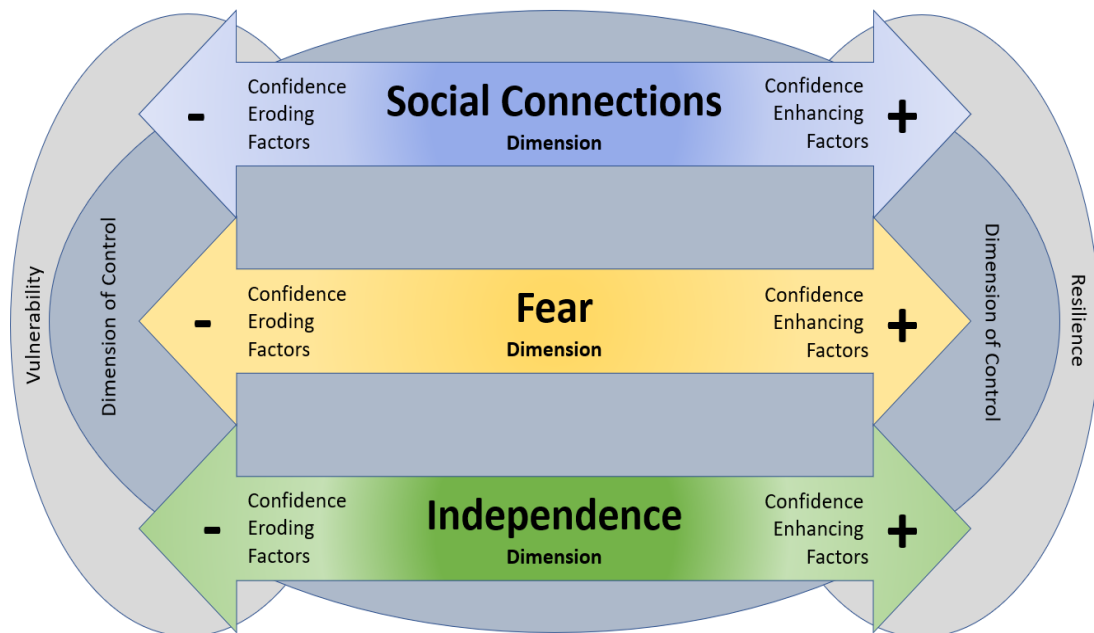 Social Connections
Dimension
-
Confidence
Eroding
Factors
Confidence
Enhancing
Factors
+
Vulnerability
Dimension of Control
Fear
Dimension
-
Confidence
Eroding
Factors
Confidence
Enhancing
Factors
+
Dimension of Control
Resilience
Independence
Dimension
-
Confidence
Eroding
Factors
Confidence
Enhancing
Factors
+